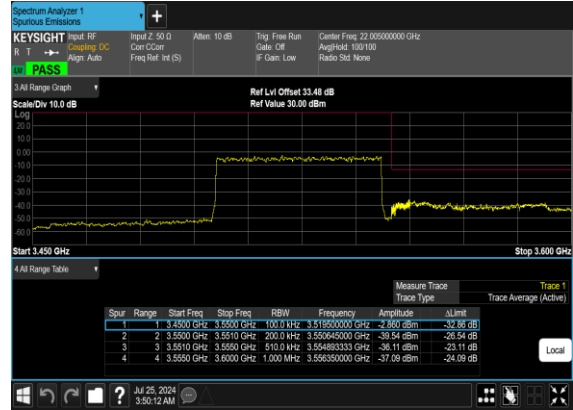 Spectrum Analyzer 1
Spurious Emissions
KEYSIGHT Input: RF Input Z: 50 Ω Atten: 10 dB Trig: Free Run Center Freq: 22.005000000 GHz
R T Coupling: DC Corr CCorr Gate: Off Avg|Hold: 100/100
Align: Auto Freq Ref: Int (S) IF Gain: Low Radio Std: None
LM PASS
3 All Range Graph
Ref Lvl Offset 33.48 dB
Scale/Div 10.0 dB Ref Value 30.00 dBm
Log
20.0
10.0
0.00
-10.0
-20.0
-30.0
-40.0
-50.0
-60.0
Start 3.450 GHz Stop 3.600 GHz
4 All Range Table
Measure Trace Trace 1
Trace Type Trace Average (Active)
Spur Range Start Freq Stop Freq RBW Frequency Amplitude ΔLimit
1 1 3.4500 GHz 3.5500 GHz 100.0 kHz 3.519500000 GHz -2.860 dBm -32.86 dB
2 2 3.5500 GHz 3.5510 GHz 200.0 kHz 3.550645000 GHz -39.54 dBm -26.54 dB
3 3 3.5510 GHz 3.5550 GHz 510.0 kHz 3.554893333 GHz -36.11 dBm -23.11 dB
4 4 3.5550 GHz 3.6000 GHz 1.000 MHz 3.556350000 GHz -37.09 dBm -24.09 dB
Local
Jul 25, 2024
3:50:12 AM